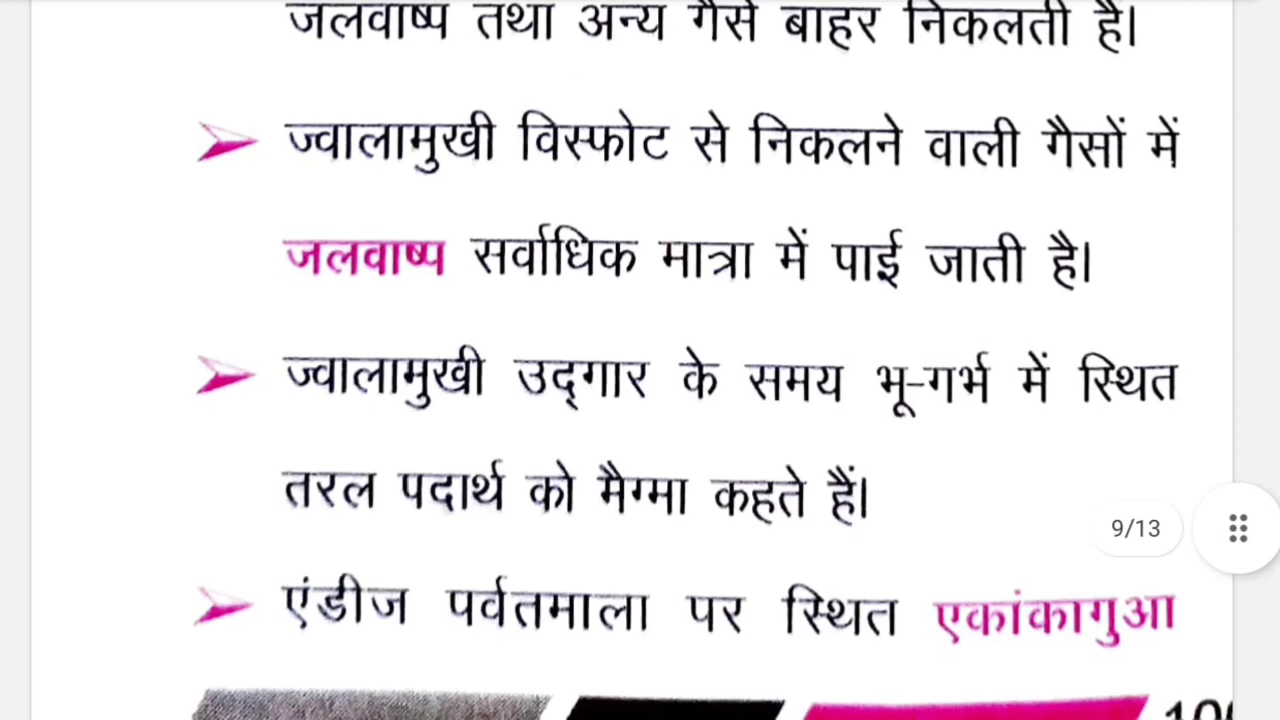 जलवाष्प तथा अन्य गैसें बाहर निकलती हैं।
ज्वालामुखी विस्फोट से निकलने वाली गैसों में
जलवाष्प सर्वाधिक मात्रा में पाई जाती है।
ज्वालामुखी उद्‌गार के समय भू-गर्भ में स्थित
तरल पदार्थ को मैग्मा कहते हैं।
9/13
एंडीज पर्वतमाला पर स्थित एकांकागुआ